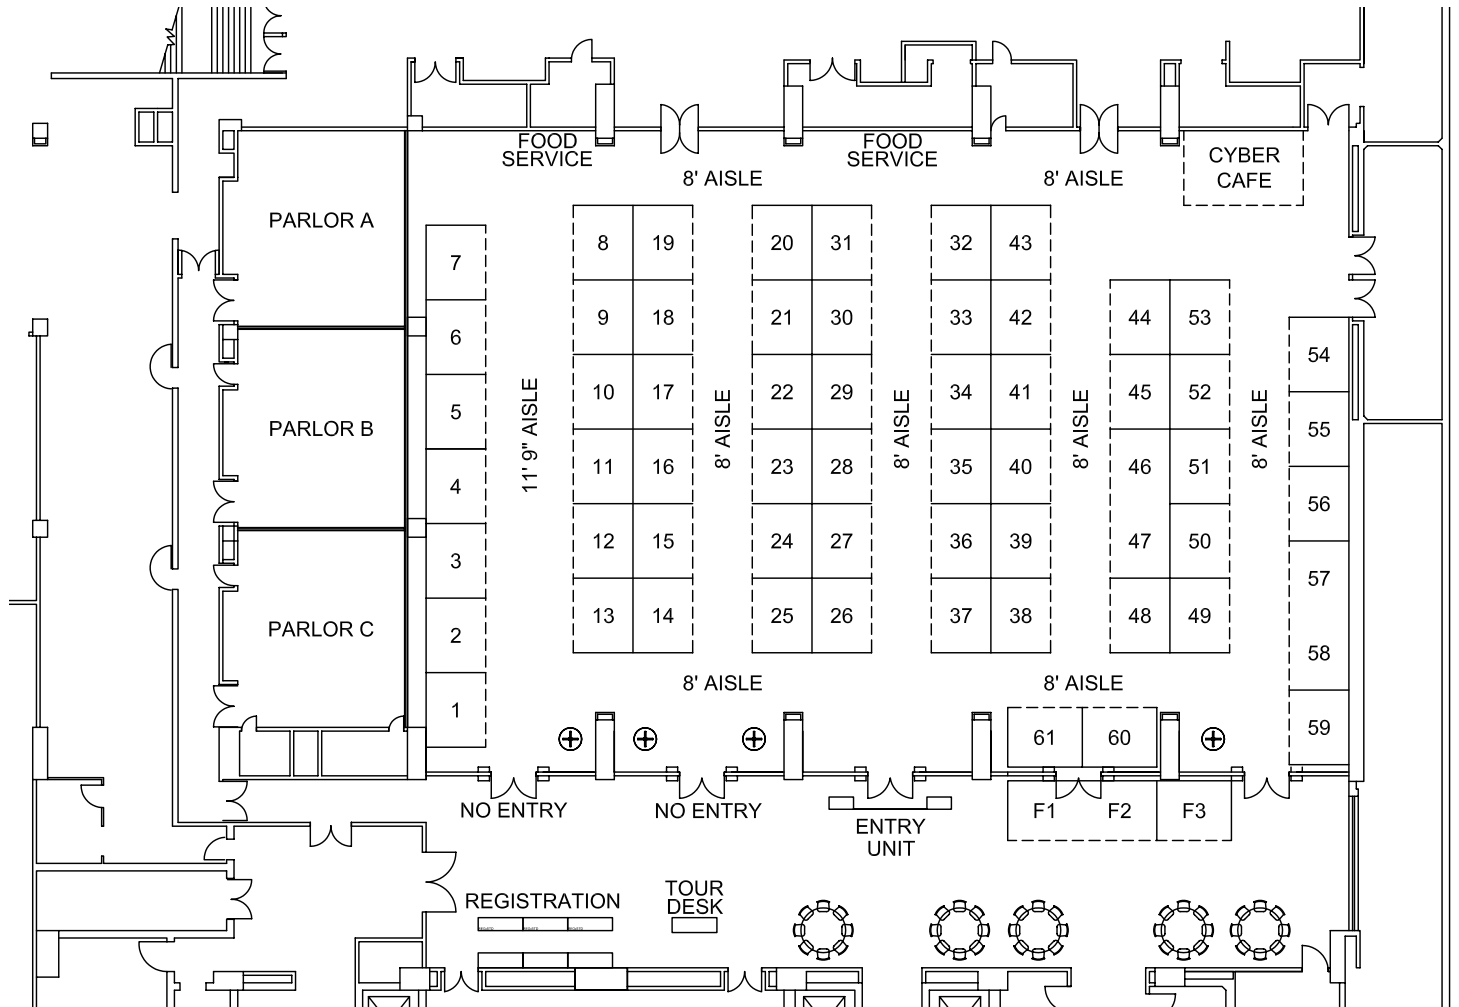 FOOD
SERVICE
FOOD
SERVICE
CYBER
CAFE
8' AISLE
8' AISLE
PARLOR A
PARLOR B
PARLOR C
7
6
5
4
3
2
1
11' 9" AISLE
8 19
9 18
10 17
11 16
12 15
13 14
8' AISLE
20 31
21 30
22 29
23 28
24 27
25 26
8' AISLE
32 43
33 42
34 41
35 40
36 39
37 38
8' AISLE
44 53
45 52
46 51
47 50
48 49
8' AISLE
54
55
56
57
58
59
8' AISLE
8' AISLE
61 60
NO ENTRY
NO ENTRY
ENTRY
UNIT
F1 F2 F3
REGISTRATION
TOUR
DESK